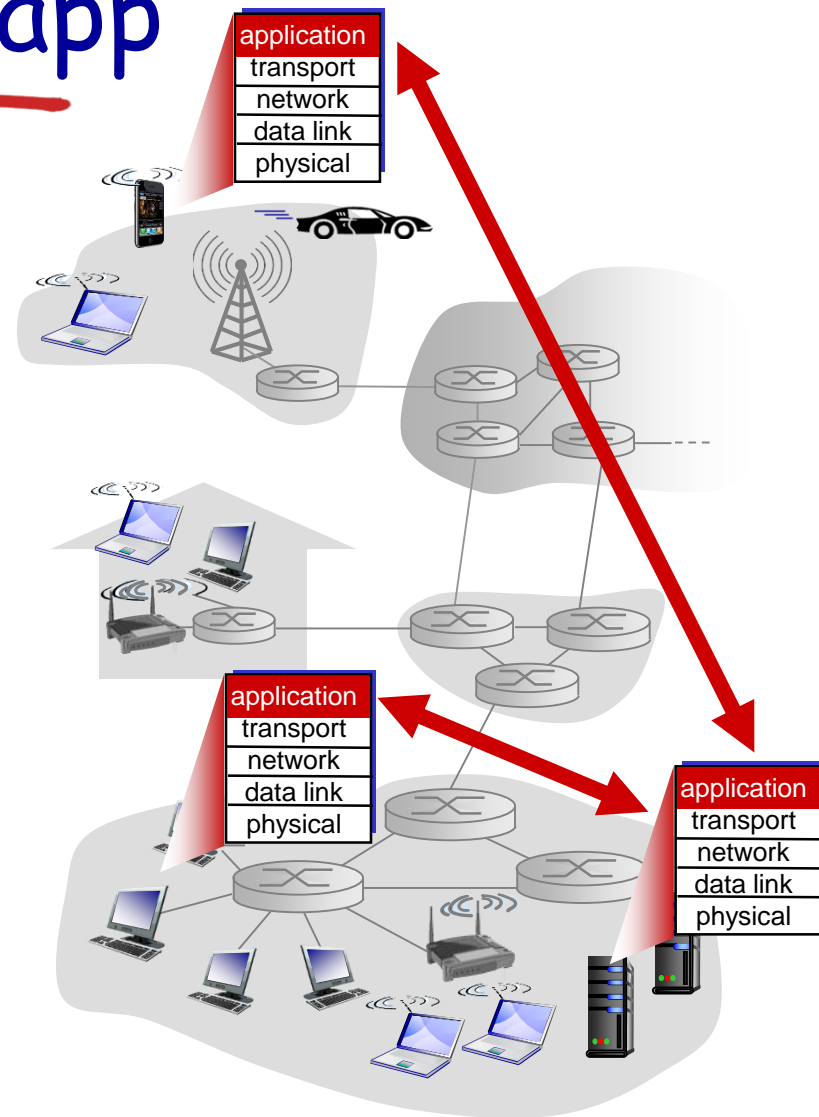 app
application
transport
network
data link
physical
application
transport
network
data link
physical
application
transport
network
data link
physical